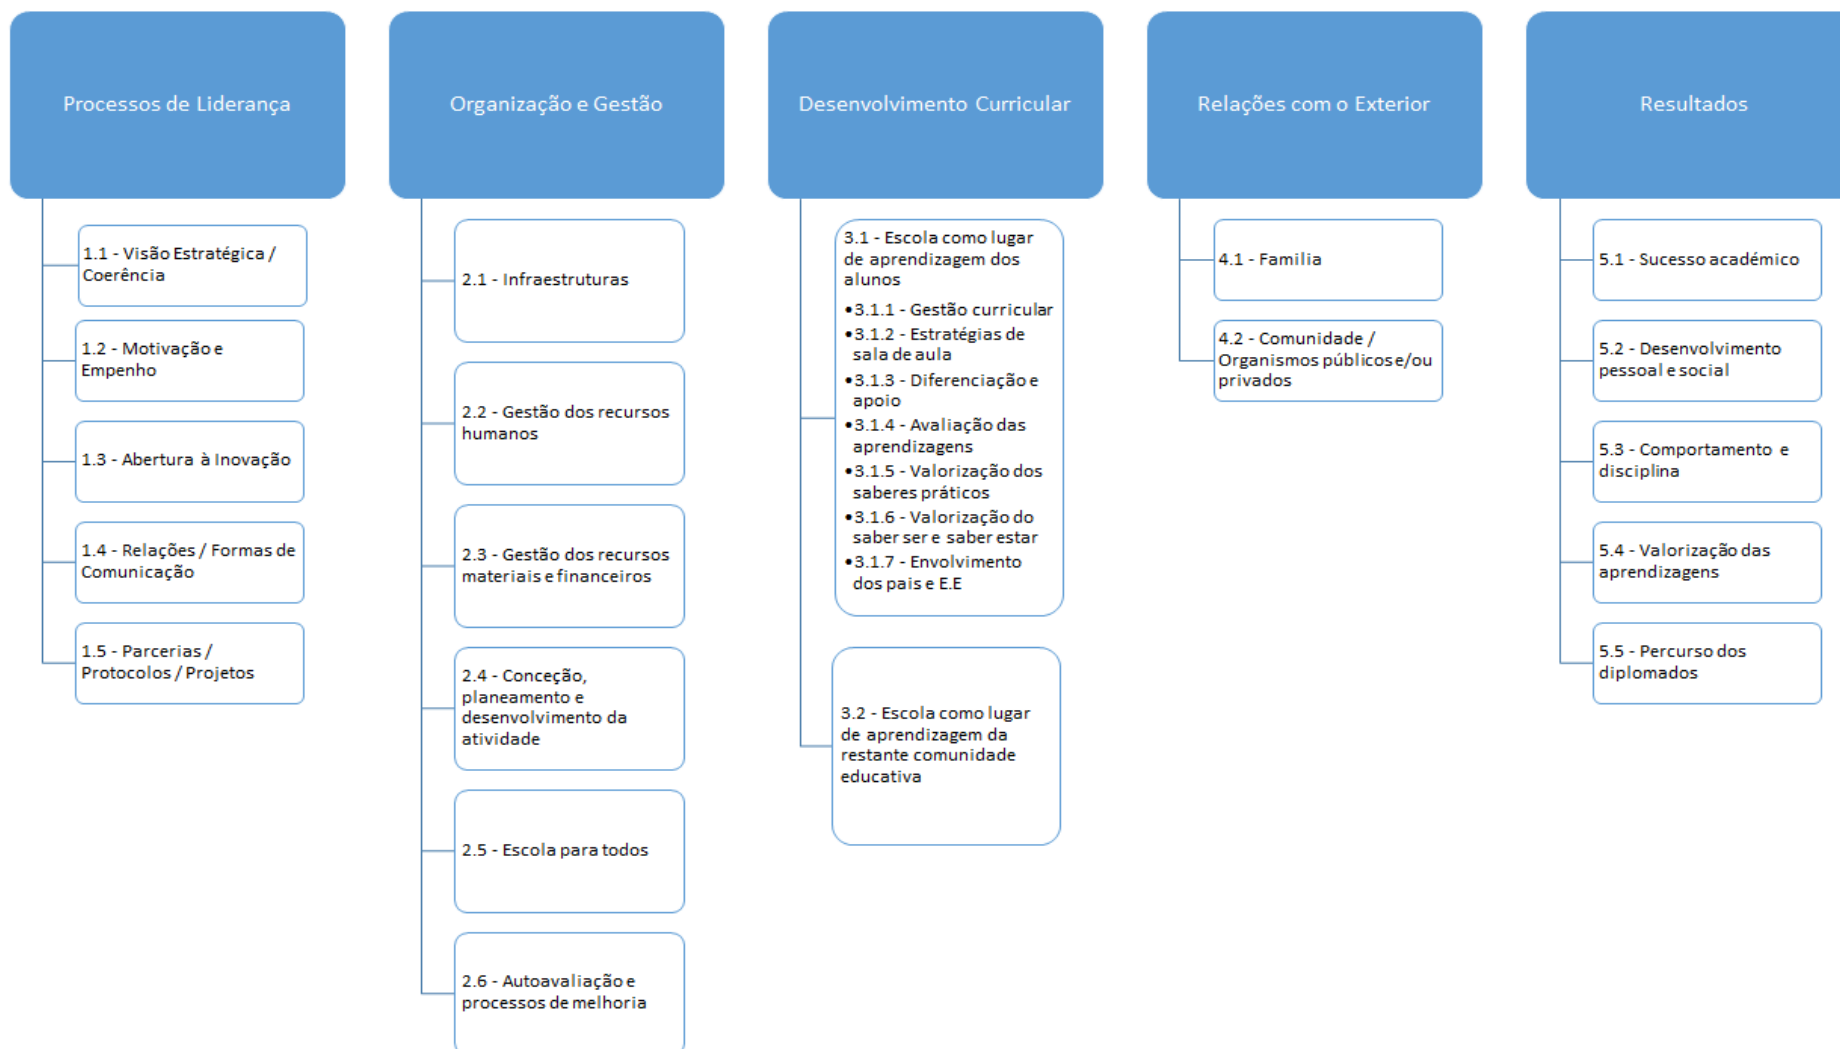 Processos de Liderança
1.1 - Visão Estratégica /
Coerência
1.2 - Motivação e
Empenho
1.3 - Abertura à Inovação
1.4 - Relações / Formas de
Comunicação
1.5 - Parcerias /
Protocolos / Projetos
Organização e Gestão
2.1 - Infraestruturas
2.2 - Gestão dos recursos
humanos
2.3 - Gestão dos recursos
materiais e financeiros
2.4 - Conceção,
planeamento e
desenvolvimento da
atividade
2.5 - Escola para todos
2.6 - Autoavaliação e
processos de melhoria
Desenvolvimento Curricular
3.1 - Escola como lugar
de aprendizagem dos
alunos
•3.1.1 - Gestão curricular
•3.1.2 - Estratégias de
sala de aula
•3.1.3 - Diferenciação e
apoio
•3.1.4 - Avaliação das
aprendizagens
•3.1.5 - Valorização dos
saberes práticos
•3.1.6 - Valorização do
saber ser e saber estar
•3.1.7 - Envolvimento
dos pais e E.E
3.2 - Escola como lugar
de aprendizagem da
restante comunidade
educativa
Relações com o Exterior
4.1 - Familia
4.2 - Comunidade /
Organismos públicos e/ou
privados
Resultados
5.1 - Sucesso académico
5.2 - Desenvolvimento
pessoal e social
5.3 - Comportamento e
disciplina
5.4 - Valorização das
aprendizagens
5.5 - Percurso dos
diplomados